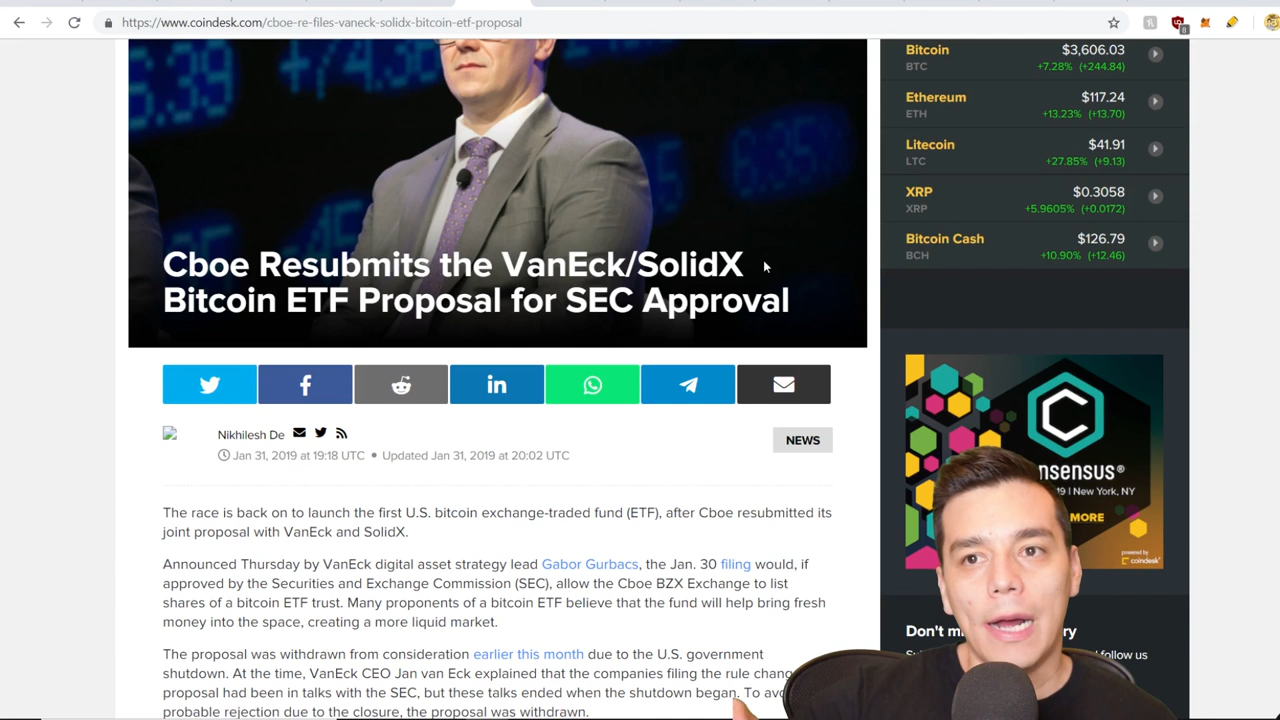 https://www.coindesk.com/cboe-re-files-vaneck-solidx-bitcoin-etf-proposal
8
Cboe Resubmits the VanEck/SolidX
Bitcoin ETF Proposal for SEC Approval
Nikhilesh De
Jan 31, 2019 at 19:18 UTC • Updated Jan 31, 2019 at 20:02 UTC
NEWS
The race is back on to launch the first U.S. bitcoin exchange-traded fund (ETF), after Cboe resubmitted its
joint proposal with VanEck and SolidX.
Announced Thursday by VanEck digital asset strategy lead Gabor Gurbacs, the Jan. 30 filing would, if
approved by the Securities and Exchange Commission (SEC), allow the Cboe BZX Exchange to list
shares of a bitcoin ETF trust. Many proponents of a bitcoin ETF believe that the fund will help bring fresh
money into the space, creating a more liquid market.
The proposal was withdrawn from consideration earlier this month due to the U.S. government
shutdown. At the time, VanEck CEO Jan van Eck explained that the companies filing the rule
proposal had been in talks with the SEC, but these talks ended when the shutdown began. To
probable rejection due to the closure, the proposal was withdrawn.
Bitcoin $3,606.03
BTC +7.28% (+244.84)
Ethereum $117.24
ETH +13.23% (+13.70)
Litecoin $41.91
LTC +27.85% (+9.13)
XRP $0.3058
XRP +5.9605% (+0.0172)
Bitcoin Cash $126.79
BCH +10.90% (+12.46)
nsensus®
19 | New York, NY
MORE
powered by
coindesk
Don't
ry
follow us